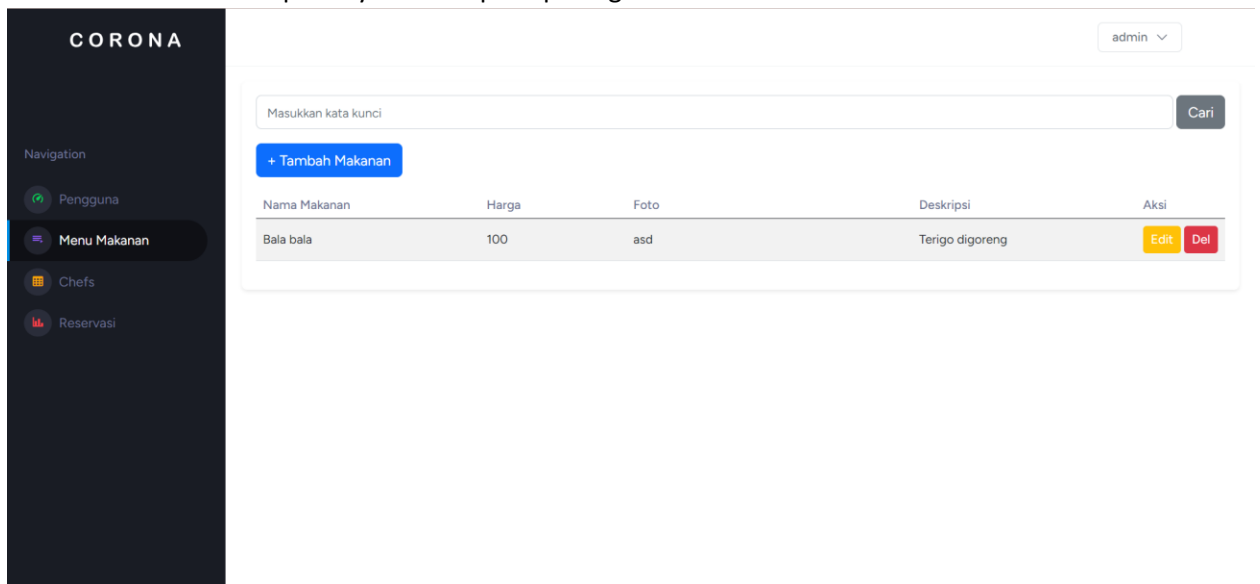 CORONA
admin
Masukkan kata kunci
Cari
Navigation
+ Tambah Makanan
Pengguna
Nama Makanan Harga Foto Deskripsi Aksi
Menu Makanan
Bala bala 100 asd Terigo digoreng Edit Del
Chefs
Reservasi